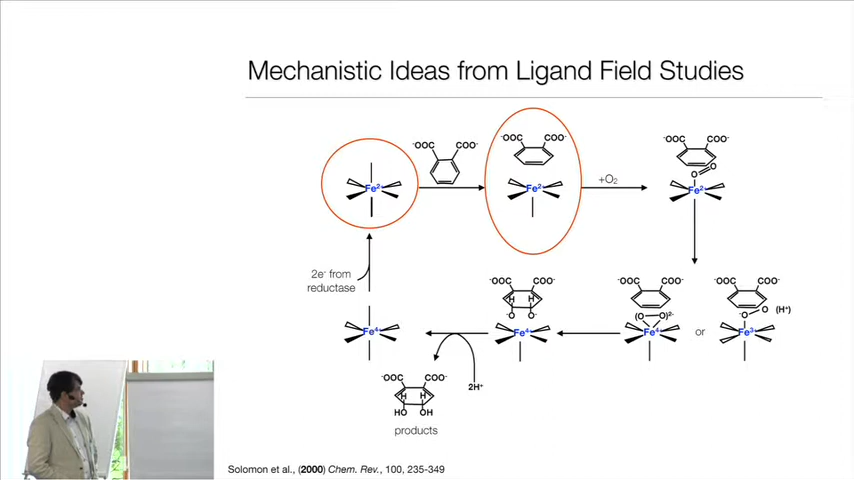 Mechanistic Ideas from Ligand Field Studies
-OOC COO-
-OOC COO-
-OOC COO-
Fe2-
Fe2-
+O2
O O
Fe2-
2e- from
reductase
-OOC COO-
H H
-O O-
-OOC COO-
(O O)2-
-OOC COO-
-O O (H+)
Fe4-
Fe4-
Fe4-
or
Fe3-
-OOC COO-
H H
HO OH
2H+
products
Solomon et al., (2000) Chem. Rev., 100, 235-349